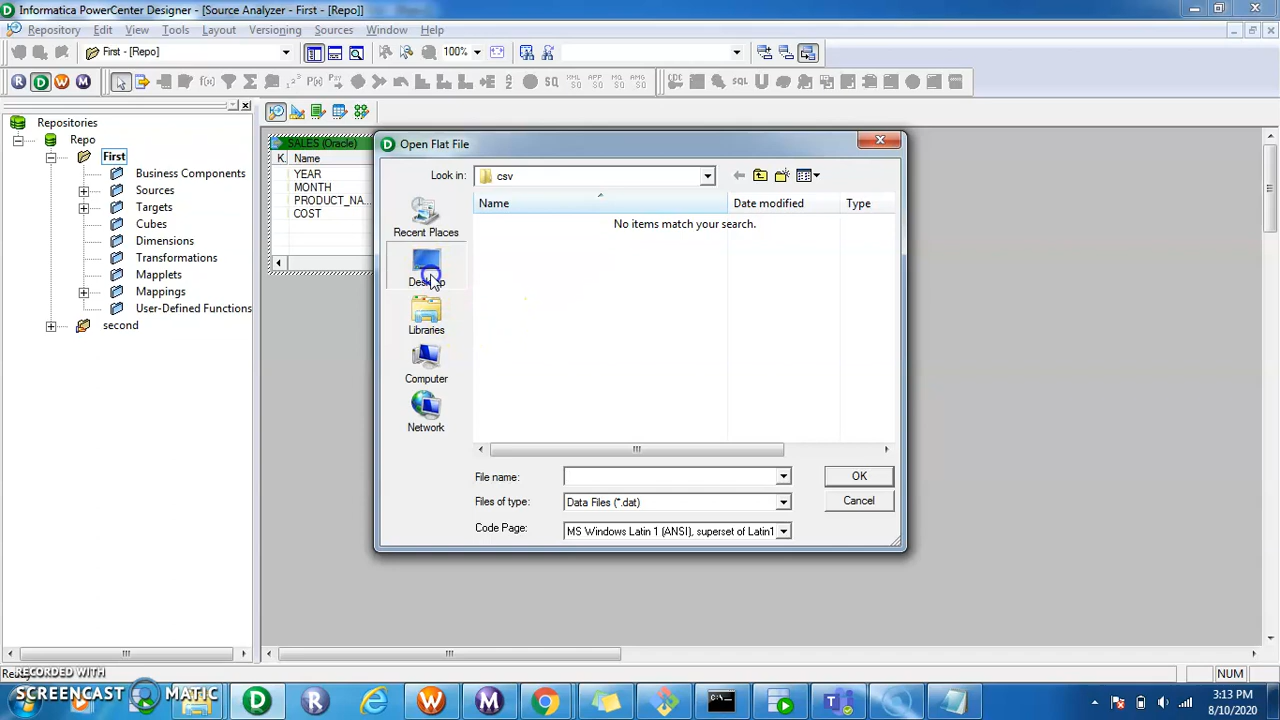 Informatica PowerCenter Designer - [Source Analyzer - First - [Repo]]
Repository Edit View Tools Layout Versioning Sources Targets Layout Window Help
First - [Repo] 100%
Repositories
Repo
First
Business Components
Sources
Targets
Cubes
Dimensions
Transformations
Mapplets
Mappings
User-Defined Functions
second
SALES (Oracle)
K. Name
YEAR
MONTH
PRODUCT_NA...
COST
Open Flat File
Look in: csv
Name Date modified Type
No items match your search.
Recent Places
Desktop
Libraries
Computer
Network
File name:
OK
Files of type: Data Files (*.dat)
Cancel
Code Page: MS Windows Latin 1 (ANSI), superset of Latin1
Ready
NUM
RECORDED WITH
SCREENCAST MATIC
3:13 PM
8/10/2020